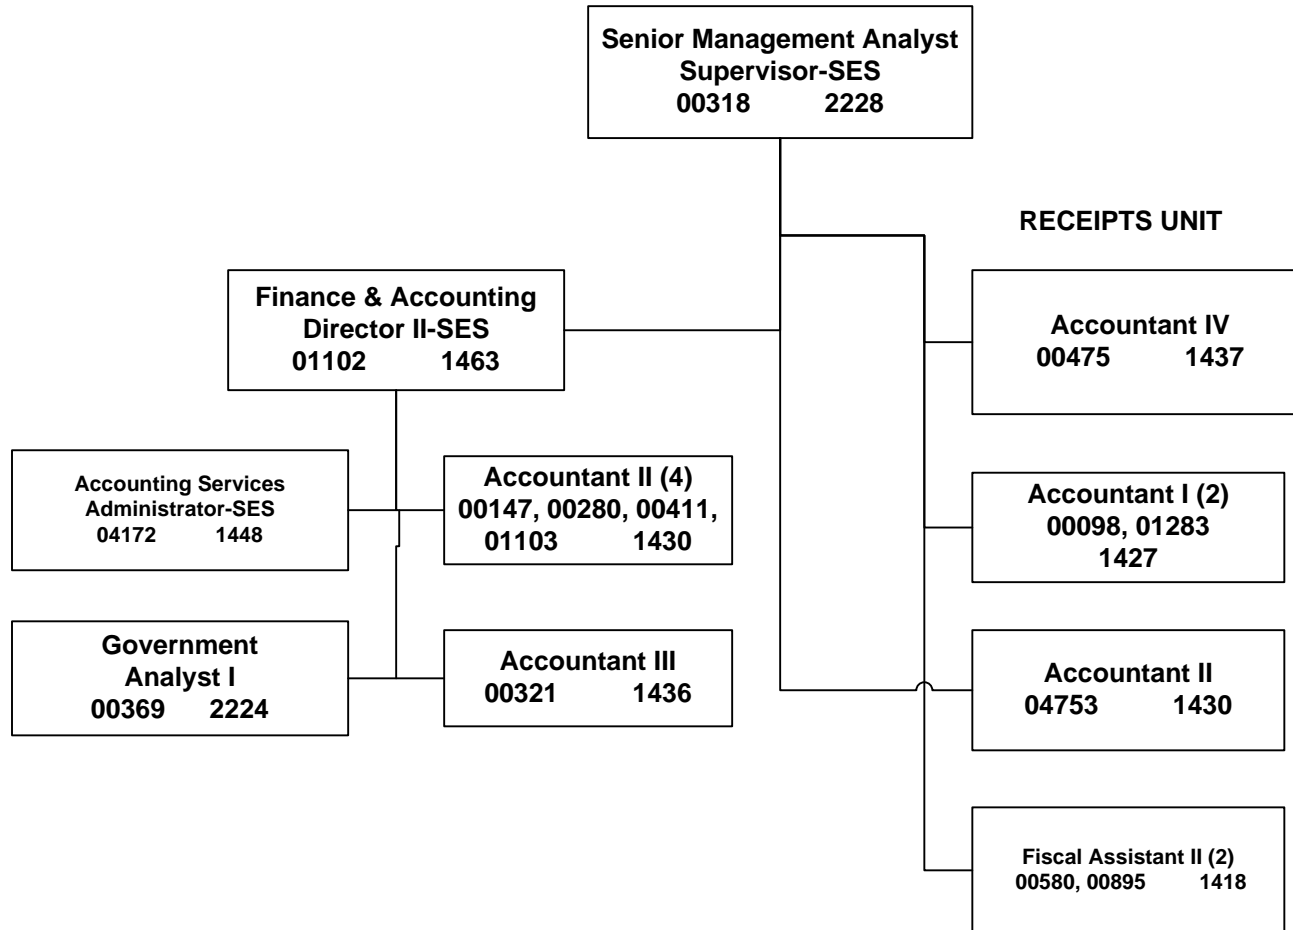 Senior Management Analyst
Supervisor-SES
00318 2228
RECEIPTS UNIT
Finance & Accounting
Director II-SES
01102 1463
Accountant IV
00475 1437
Accounting Services
Administrator-SES
04172 1448
Accountant II (4)
00147, 00280, 00411,
01103 1430
Accountant I (2)
00098, 01283
1427
Government
Analyst I
00369 2224
Accountant III
00321 1436
Accountant II
04753 1430
Fiscal Assistant II (2)
00580, 00895 1418